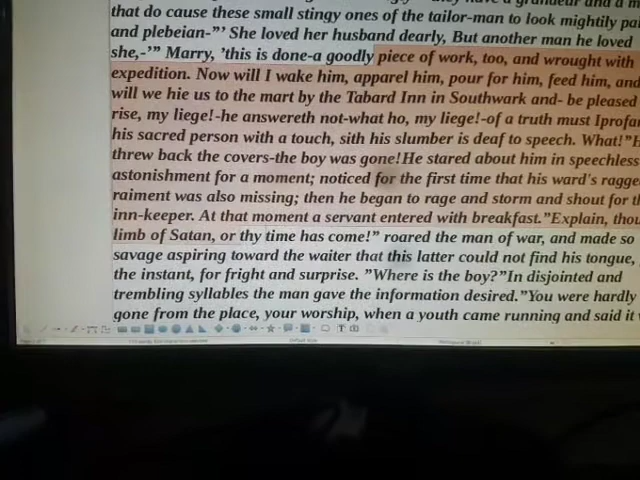 that do cause these small stingy ones of the tailor-man to look mighty
and plebeian-”’ She loved her husband dearly, But another man he loved
she,-’” Marry, ’this is done-a goodly piece of work, too, and wrought with
expedition. Now will I wake him, apparel him, pour for him, feed him, and
will we hie us to the mart by the Tabard Inn in Southwark and- be pleased
rise, my liege!-he answereth not-what ho, my liege!-of a truth must I
his sacred person with a touch, sith his slumber is deaf to speech. What!”
threw back the covers-the boy was gone!He stared about him in speechless
astonishment for a moment; noticed for the first time that his ward's
raiment was also missing; then he began to rage and storm and shout for
inn-keeper. At that moment a servant entered with breakfast.”Explain,
limb of Satan, or thy time has come!” roared the man of war, and made so
savage aspiring toward the waiter that this latter could not find his tongue,
the instant, for fright and surprise. ”Where is the boy?”In disjointed and
trembling syllables the man gave the information desired.”You were hardly
gone from the place, your worship, when a youth came running and said it